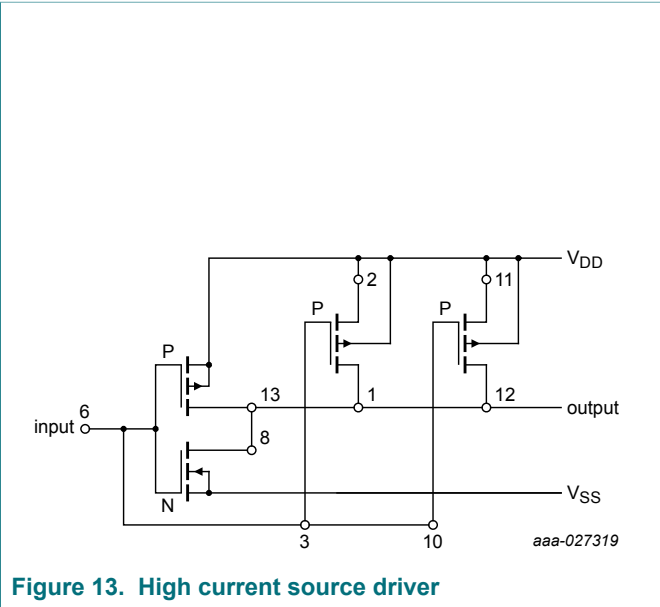 V_DD
2
11
P
P
P
13
1
12
output
input
6
8
N
V_SS
3
10
aaa-027319
Figure 13. High current source driver